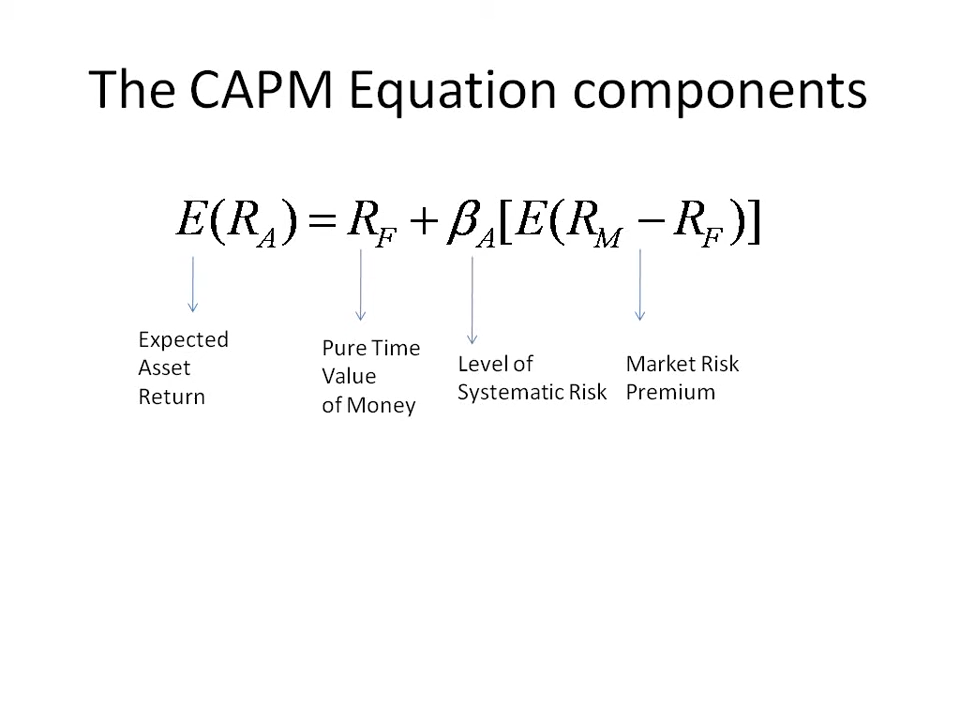 The CAPM Equation components
E(R_A) = R_F + β_A[E(R_M − R_F)]
Expected
Asset
Return
Pure Time
Value
of Money
Level of
Systematic Risk
Market Risk
Premium